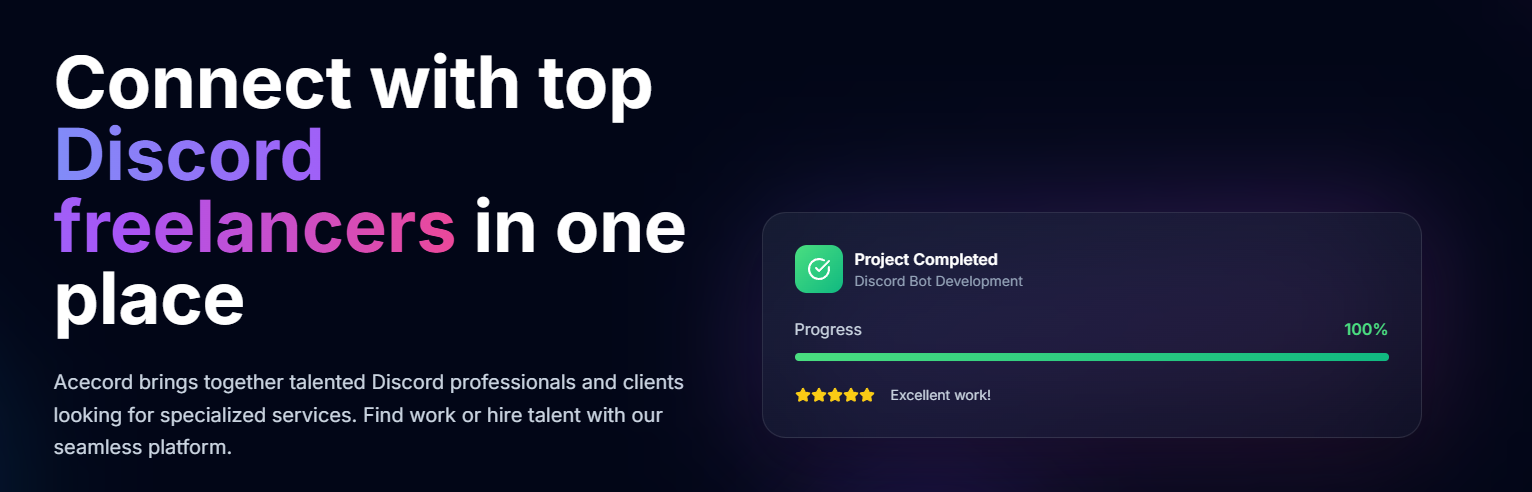 Connect with top
Discord
freelancers in one
place
Acecord brings together talented Discord professionals and clients
looking for specialized services. Find work or hire talent with our
seamless platform.
Project Completed
Discord Bot Development
Progress 100%
Excellent work!